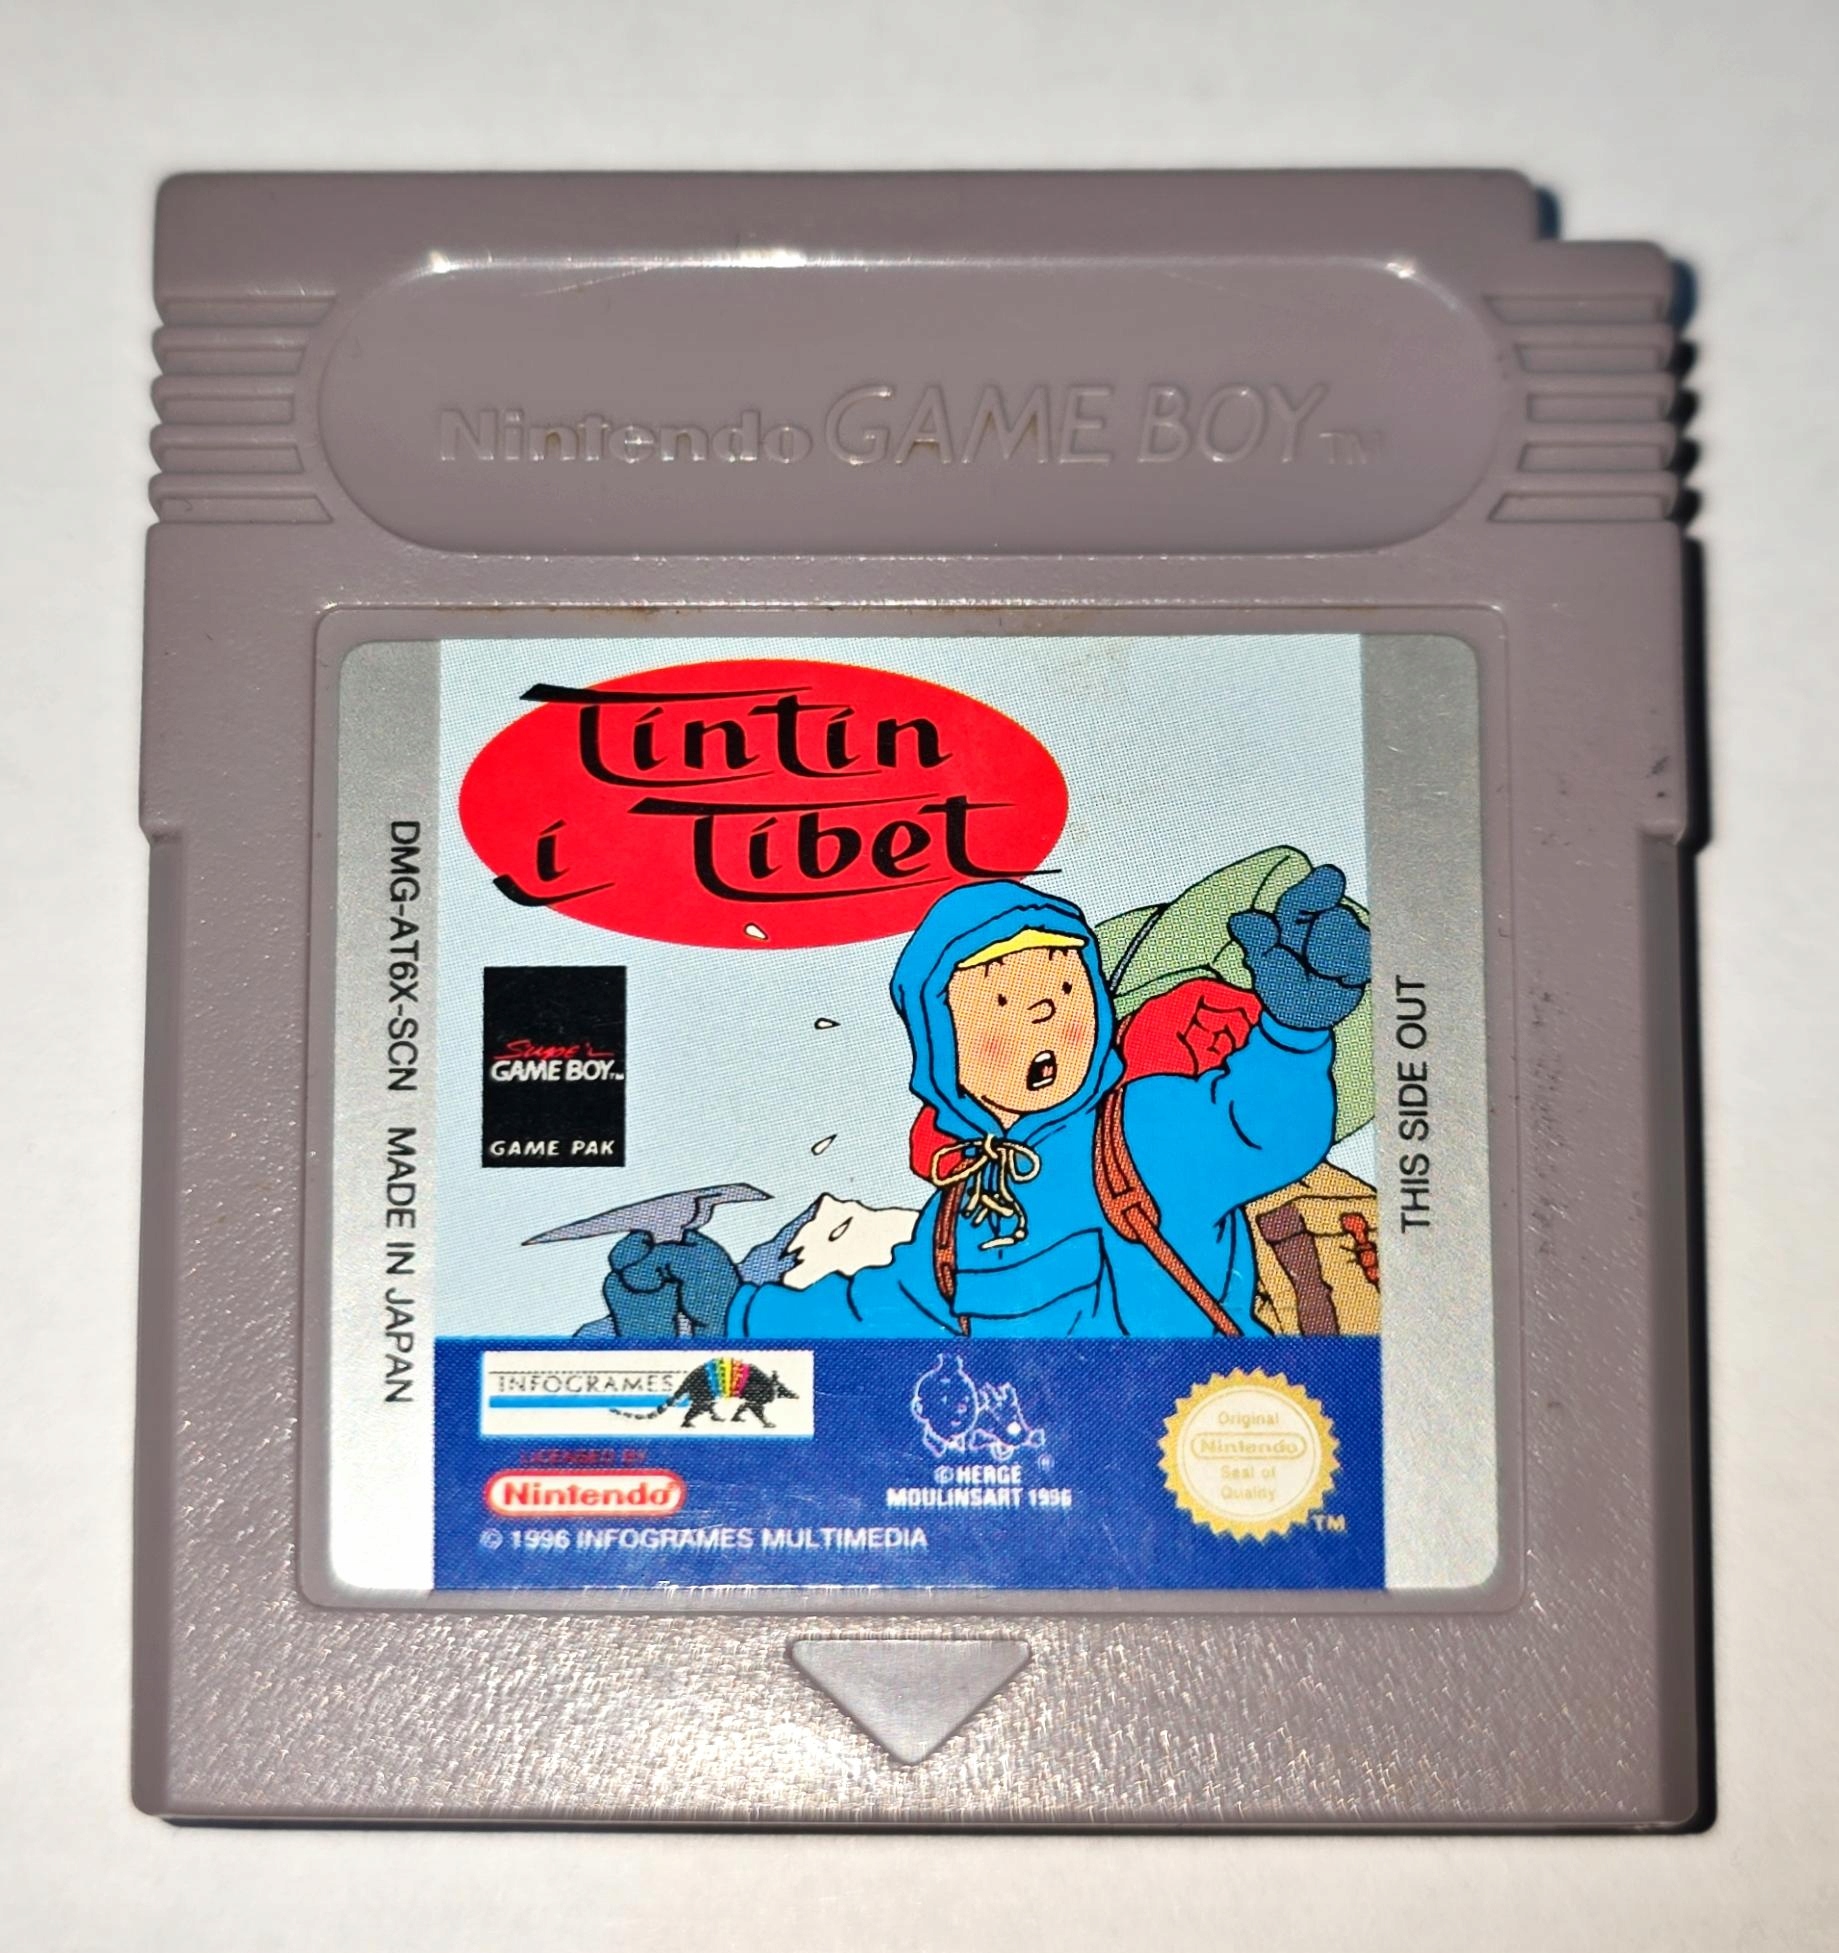 Nintendo GAME BOY™
Tintin
i Tibet
Super
GAME BOY™
GAME PAK
DMG-AT6X-SCN MADE IN JAPAN
THIS SIDE OUT
INFOGRAMES
LICENSED BY
Nintendo®
© 1996 INFOGRAMES MULTIMEDIA
© HERGE
MOULINSART 1996
®
Original
Nintendo
Seal of
Quality
TM